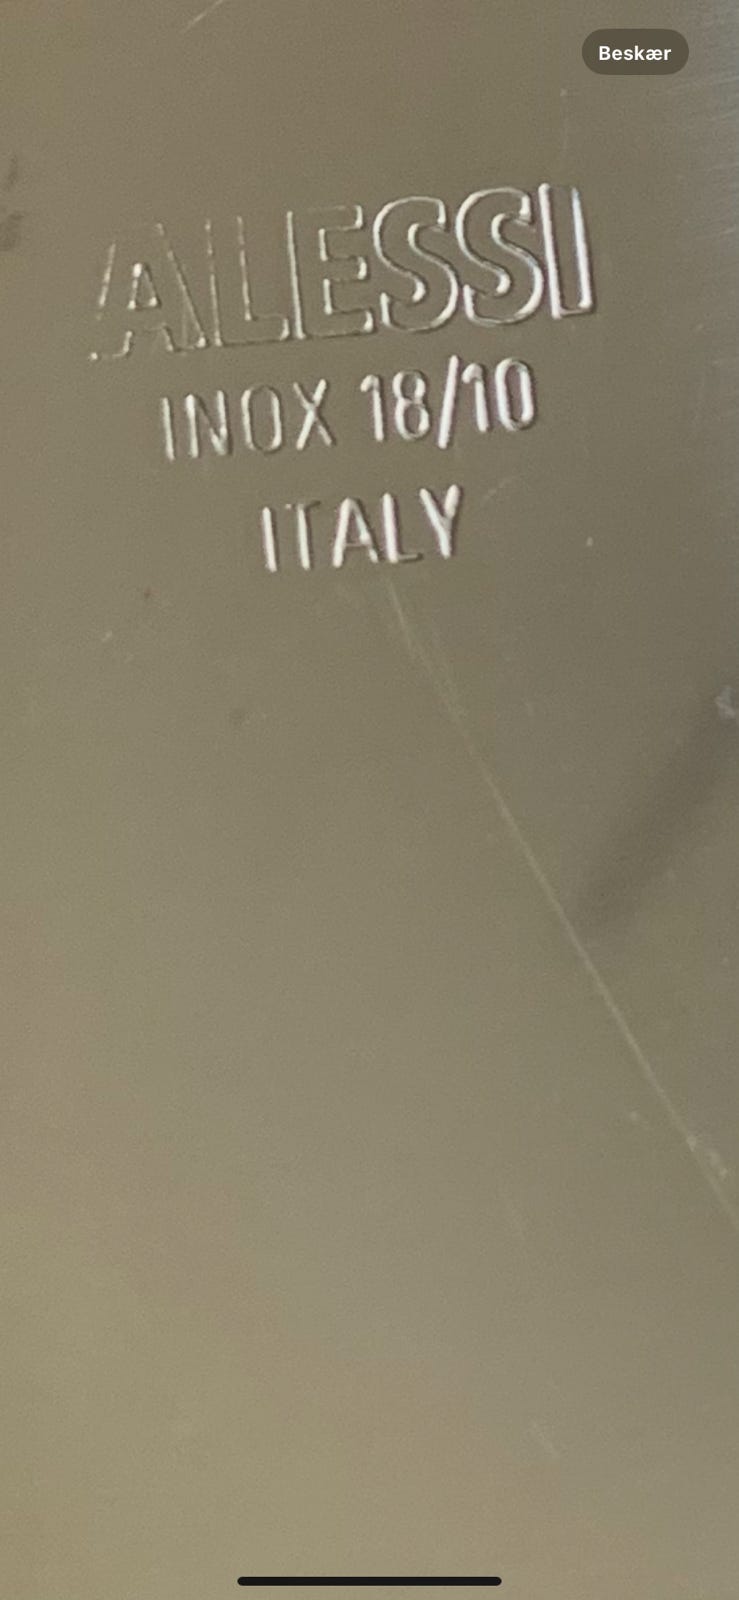 Beskær
ALESSI
INOX 18/10
ITALY